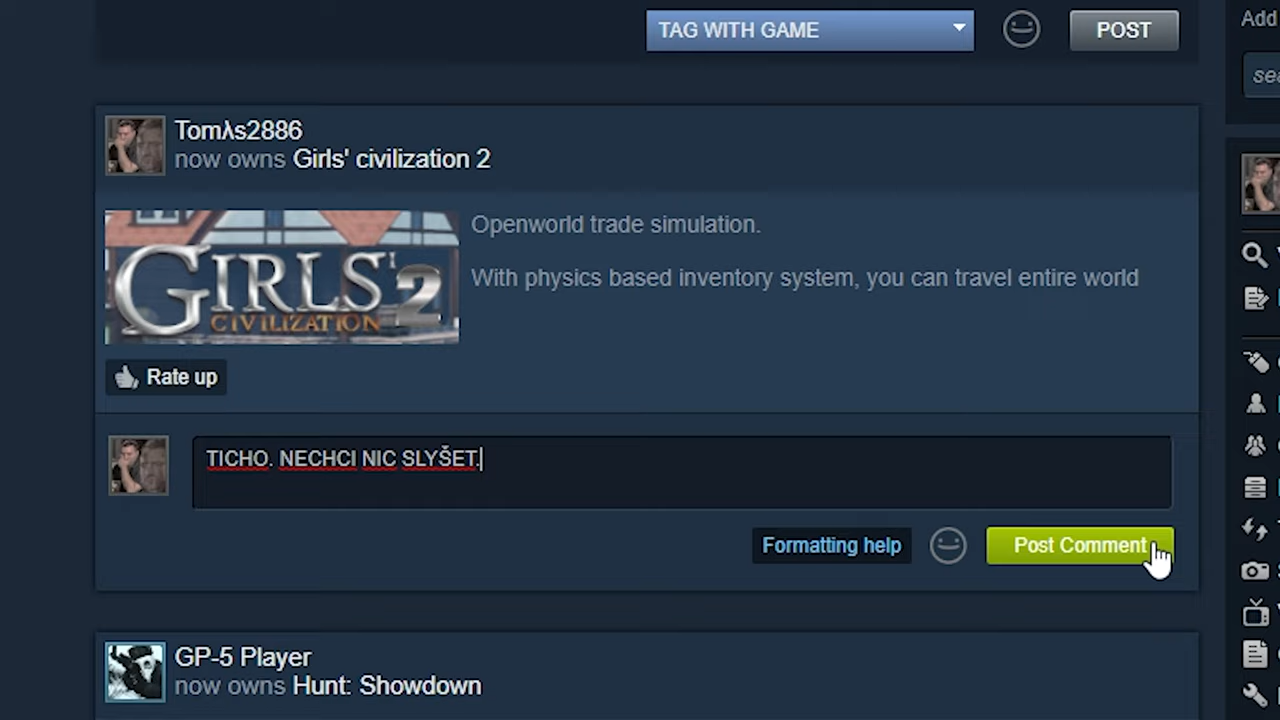 Add
TAG WITH GAME
POST
sea
Tomλs2886
now owns Girls' civilization 2
GIRLS' 2
CIVILIZATION
Openworld trade simulation.
With physics based inventory system, you can travel entire world
Rate up
TICHO. NECHCI NIC SLYŠET.
Formatting help
Post Comment
GP-5 Player
now owns Hunt: Showdown